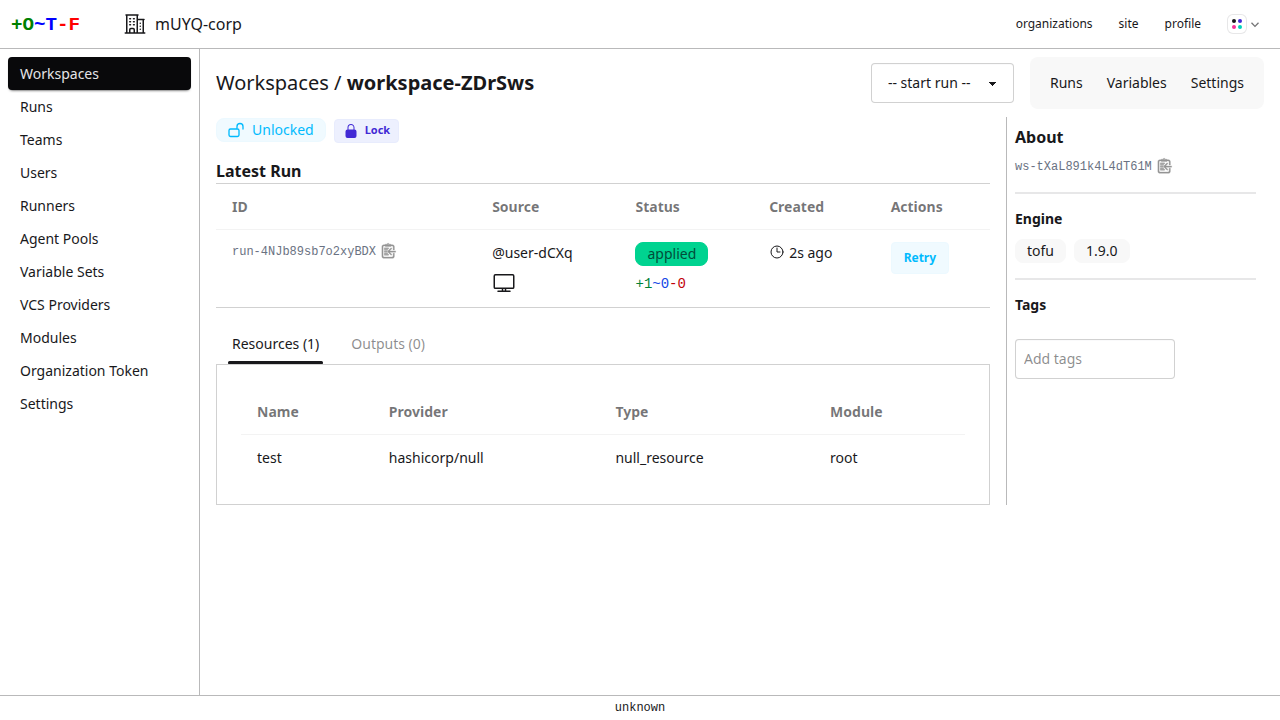 +O~T-F
mUYQ-corp
organizations
site
profile
Workspaces
Runs
Teams
Users
Runners
Agent Pools
Variable Sets
VCS Providers
Modules
Organization Token
Settings
Workspaces / workspace-ZDrSws
-- start run --
Runs
Variables
Settings
Unlocked
Lock
Latest Run
ID Source Status Created Actions
run-4NJb89sb7o2xyBDX @user-dCXq applied 2s ago Retry
+1~0-0
Resources (1) Outputs (0)
Name Provider Type Module
test hashicorp/null null_resource root
About
ws-tXaL891k4L4dT61M
Engine
tofu 1.9.0
Tags
Add tags
unknown